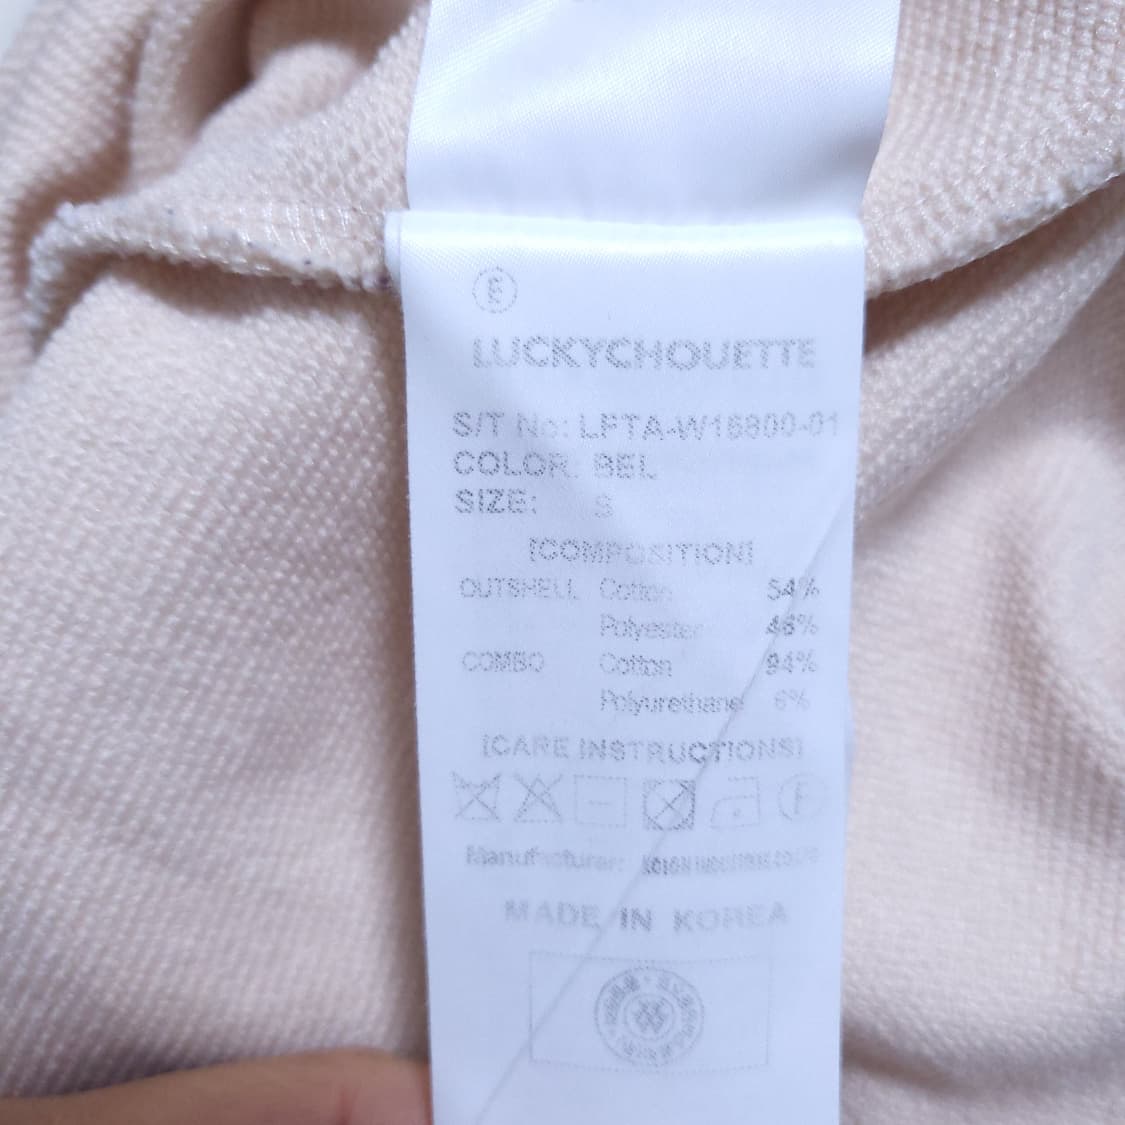 LUCKYCHOUETTE
S/T No: LFTA-W16800-01
COLOR: BEL
SIZE: S
[COMPOSITION]
OUTSHELL Cotton 54%
Polyester 46%
COMBO Cotton 94%
Polyurethane 6%
[CARE INSTRUCTIONS]
F
Manufacturer:
MADE IN KOREA